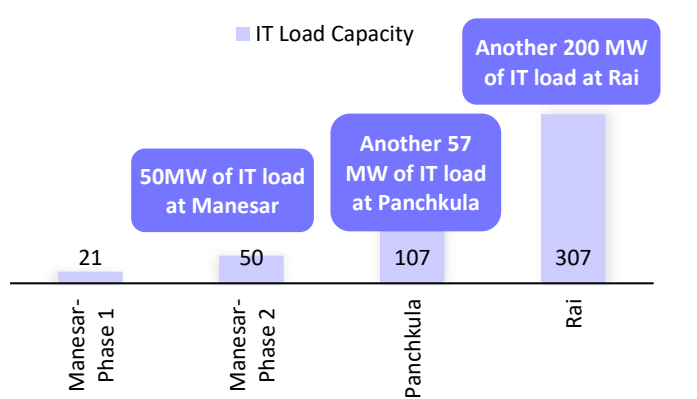 IT Load Capacity
Another 200 MW
of IT load at Rai
Another 57
MW of IT load
at Panchkula
50MW of IT load
at Manesar
21
50
107
307
Manesar-
Phase 1
Manesar-
Phase 2
Panchkula
Rai